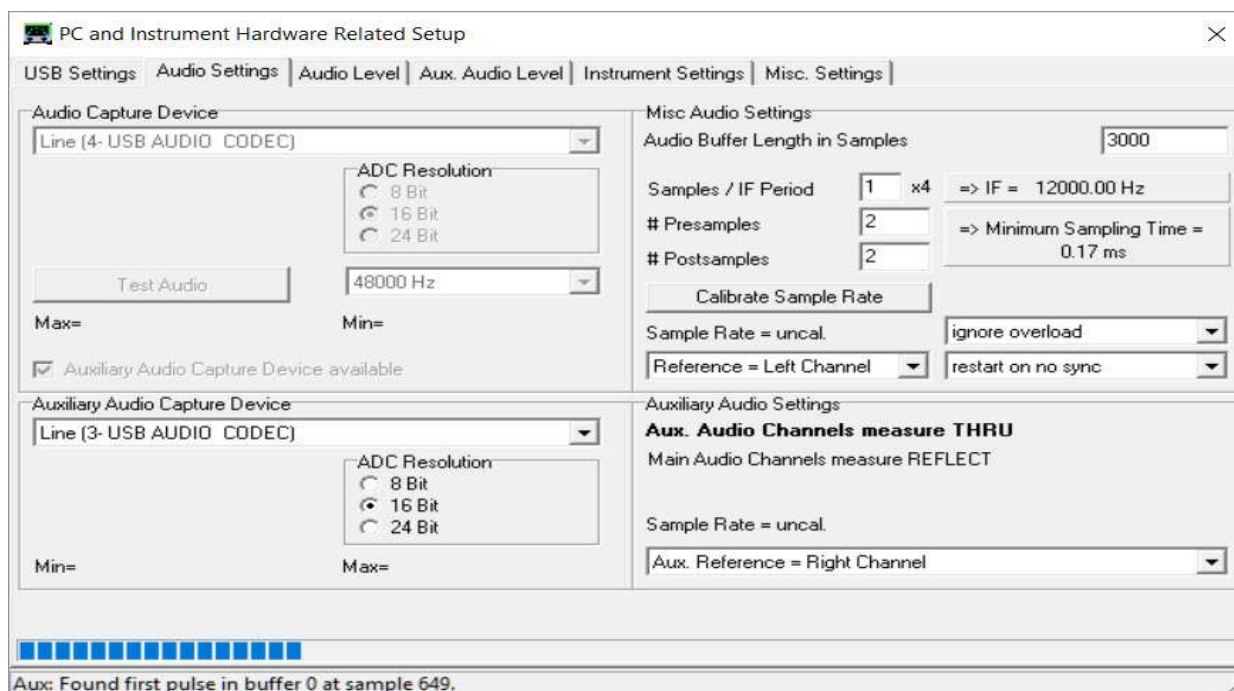 PC and Instrument Hardware Related Setup
USB Settings Audio Settings Audio Level Aux. Audio Level Instrument Settings Misc. Settings
Audio Capture Device
Line (4- USB AUDIO CODEC)
ADC Resolution
8 Bit
16 Bit
24 Bit
Test Audio
48000 Hz
Max=
Min=
Auxiliary Audio Capture Device available
Misc Audio Settings
Audio Buffer Length in Samples 3000
Samples / IF Period 1 x4 => IF = 12000.00 Hz
# Presamples 2
# Postsamples 2
=> Minimum Sampling Time =
0.17 ms
Calibrate Sample Rate
Sample Rate = uncal.
ignore overload
Reference = Left Channel
restart on no sync
Auxiliary Audio Capture Device
Line (3- USB AUDIO CODEC)
ADC Resolution
8 Bit
16 Bit
24 Bit
Min=
Max=
Auxiliary Audio Settings
Aux. Audio Channels measure THRU
Main Audio Channels measure REFLECT
Sample Rate = uncal.
Aux. Reference = Right Channel
Aux: Found first pulse in buffer 0 at sample 649.